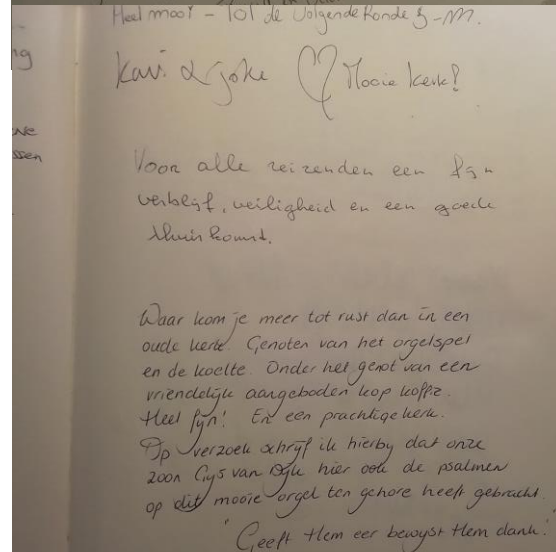 Heel mooi - Tot de volgende Ronde
ng
Kari & Joke Mooie kerk!
ssen
Voor alle reizenden een fijn
verblijf, veiligheid en een goede
thuiskomst.
Waar kom je meer tot rust dan in een
oude kerk. Genoten van het orgelspel
en de koelte. Onder het genot van een
vriendelijk aangeboden kop koffie.
Heel fijn! En een prachtige kerk.
Op verzoek schrijf ik hierbij dat onze
zoon Gijs van Dijk hier ook de psalmen
op dit mooie orgel ten gehore heeft gebracht.
"Geeft Hem eer bewijst Hem dank."